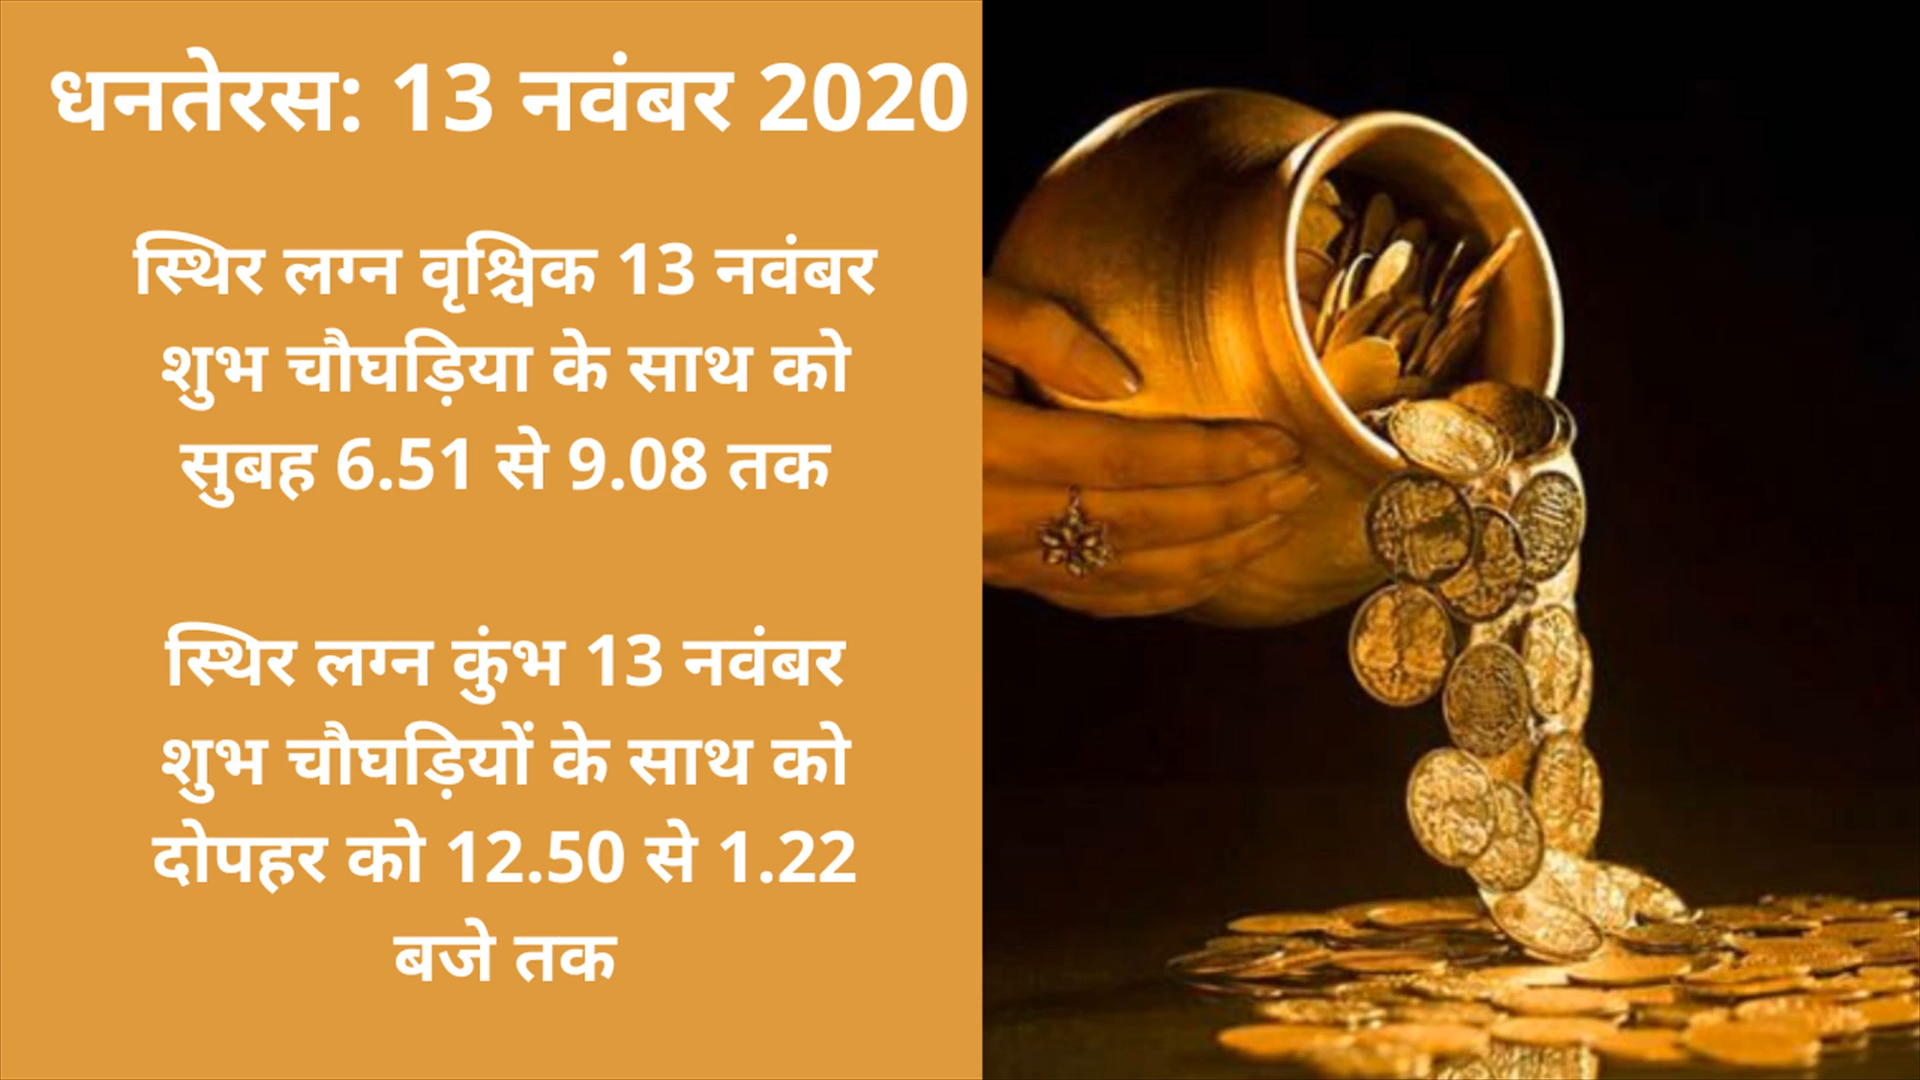 धनतेरस: 13 नवंबर 2020
स्थिर लग्न वृश्चिक 13 नवंबर
शुभ चौघड़िया के साथ को
सुबह 6.51 से 9.08 तक
स्थिर लग्न कुंभ 13 नवंबर
शुभ चौघड़ियों के साथ को
दोपहर को 12.50 से 1.22
बजे तक